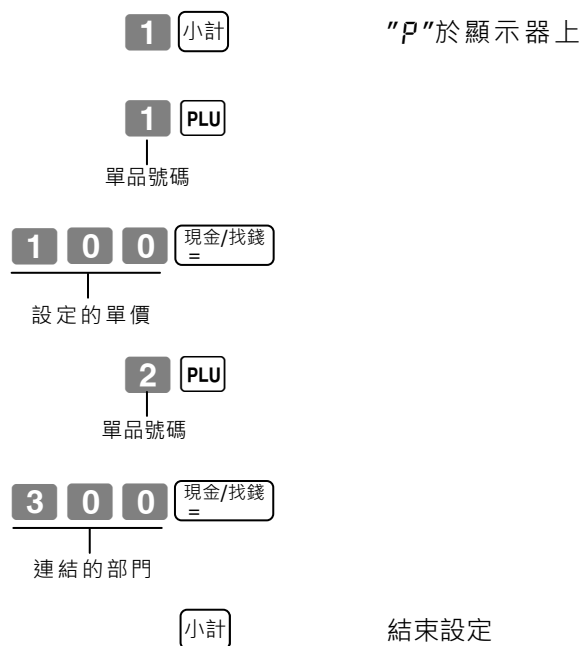 1 小計 "P"於顯示器上
1 PLU
單品號碼
1 0 0 現金/找錢
=
設定的單價
2 PLU
單品號碼
3 0 0 現金/找錢
=
連結的部門
小計 結束設定